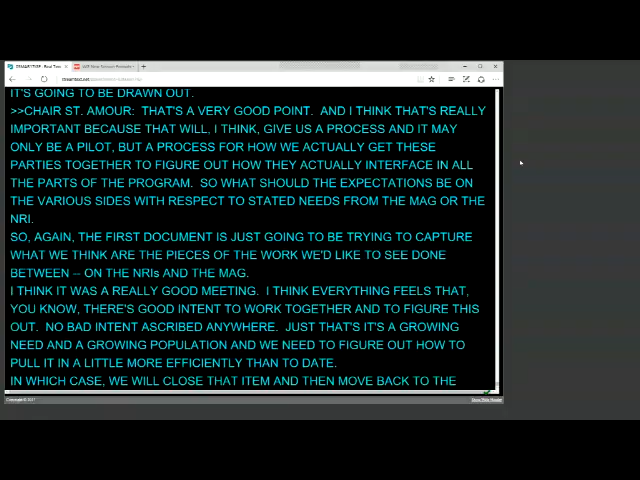 IT'S GOING TO BE DRAWN OUT.
>>CHAIR ST. AMOUR:  THAT'S A VERY GOOD POINT.  AND I THINK THAT'S REALLY
IMPORTANT BECAUSE THAT WILL, I THINK, GIVE US A PROCESS AND IT MAY
ONLY BE A PILOT, BUT A PROCESS FOR HOW WE ACTUALLY GET THESE
PARTIES TOGETHER TO FIGURE OUT HOW THEY ACTUALLY INTERFACE IN ALL
THE PARTS OF THE PROGRAM.  SO WHAT SHOULD THE EXPECTATIONS BE ON
THE VARIOUS SIDES WITH RESPECT TO STATED NEEDS FROM THE MAG OR THE
NRI.
SO, AGAIN, THE FIRST DOCUMENT IS JUST GOING TO BE TRYING TO CAPTURE
WHAT WE THINK ARE THE PIECES OF THE WORK WE'D LIKE TO SEE DONE
BETWEEN -- ON THE NRIs AND THE MAG.
I THINK IT WAS A REALLY GOOD MEETING.  I THINK EVERYTHING FEELS THAT,
YOU KNOW, THERE'S GOOD INTENT TO WORK TOGETHER AND TO FIGURE THIS
OUT.  NO BAD INTENT ASCRIBED ANYWHERE.  JUST THAT'S IT'S A GROWING
NEED AND A GROWING POPULATION AND WE NEED TO FIGURE OUT HOW TO
PULL IT IN A LITTLE MORE EFFICIENTLY THAN TO DATE.
IN WHICH CASE, WE WILL CLOSE THAT ITEM AND THEN MOVE BACK TO THE